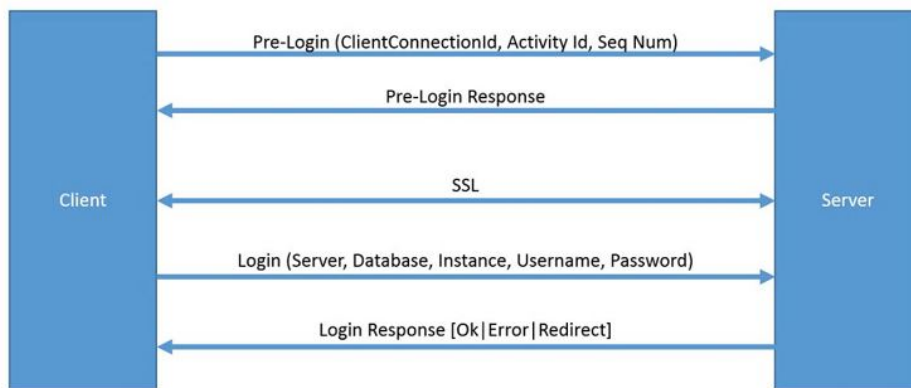 Pre-Login (ClientConnectionId, Activity Id, Seq Num)
Pre-Login Response
SSL
Client
Server
Login (Server, Database, Instance, Username, Password)
Login Response [Ok|Error|Redirect]